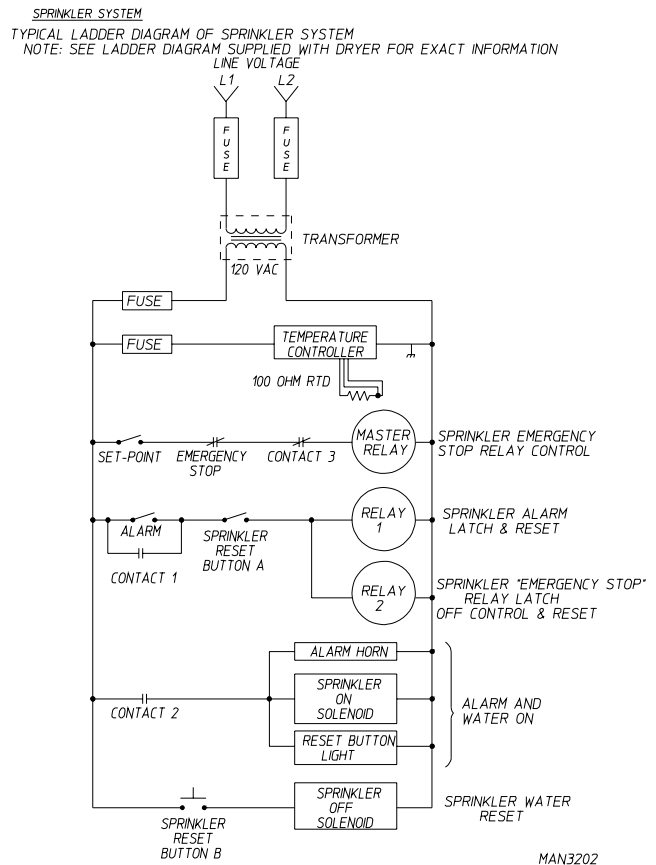 SPRINKLER SYSTEM
TYPICAL LADDER DIAGRAM OF SPRINKLER SYSTEM
NOTE: SEE LADDER DIAGRAM SUPPLIED WITH DRYER FOR EXACT INFORMATION
LINE VOLTAGE
L1 L2
FUSE FUSE
TRANSFORMER
120 VAC
FUSE
FUSE
TEMPERATURE
CONTROLLER
100 OHM RTD
SET-POINT
EMERGENCY
STOP
CONTACT 3
MASTER
RELAY
SPRINKLER EMERGENCY
STOP RELAY CONTROL
ALARM
CONTACT 1
SPRINKLER
RESET
BUTTON A
RELAY
1
SPRINKLER ALARM
LATCH & RESET
RELAY
2
SPRINKLER "EMERGENCY STOP"
RELAY LATCH
OFF CONTROL & RESET
CONTACT 2
ALARM HORN
SPRINKLER
ON
SOLENOID
RESET BUTTON
LIGHT
ALARM AND
WATER ON
SPRINKLER
RESET
BUTTON B
SPRINKLER
OFF
SOLENOID
SPRINKLER WATER
RESET
MAN3202